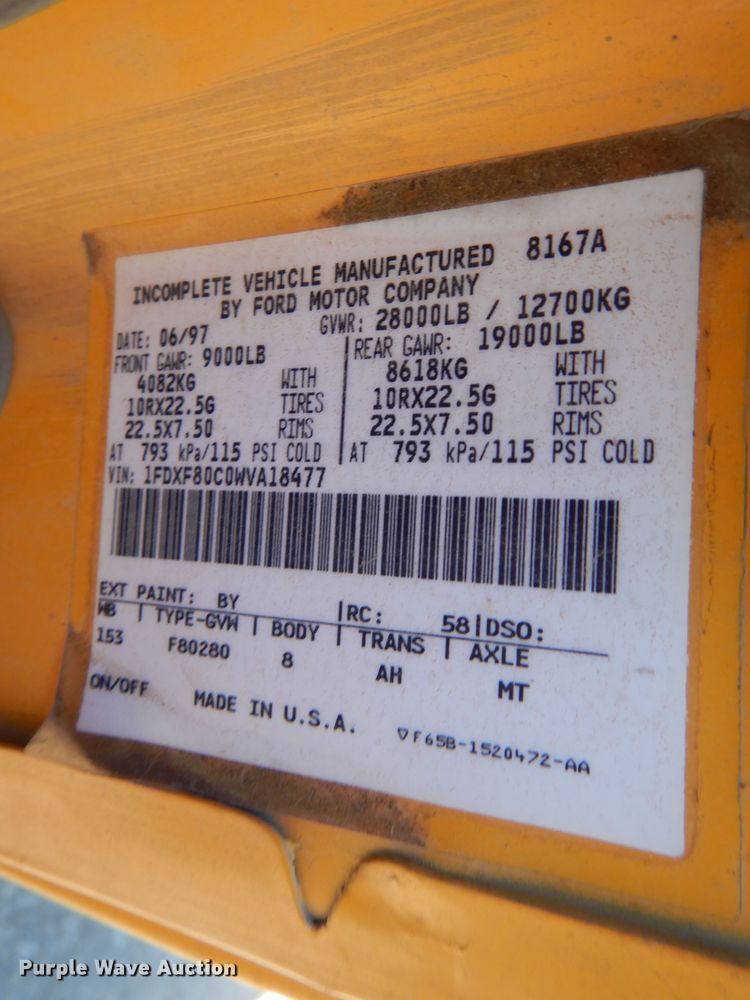 INCOMPLETE VEHICLE MANUFACTURED 8167A
BY FORD MOTOR COMPANY
DATE: 06/97 GVWR: 28000LB / 12700KG
FRONT GAWR: 9000LB REAR GAWR: 19000LB
4082KG WITH 8618KG WITH
10RX22.5G TIRES 10RX22.5G TIRES
22.5X7.50 RIMS 22.5X7.50 RIMS
AT 793 kPa/115 PSI COLD AT 793 kPa/115 PSI COLD
VIN: 1FDXF80C0WVA18477
EXT PAINT: BY RC: 58 DSO:
WB TYPE-GVW BODY TRANS AXLE
153 F80280 8 AH MT
ON/OFF MADE IN U.S.A. ▽F65B-1520472-AA
Purple Wave Auction